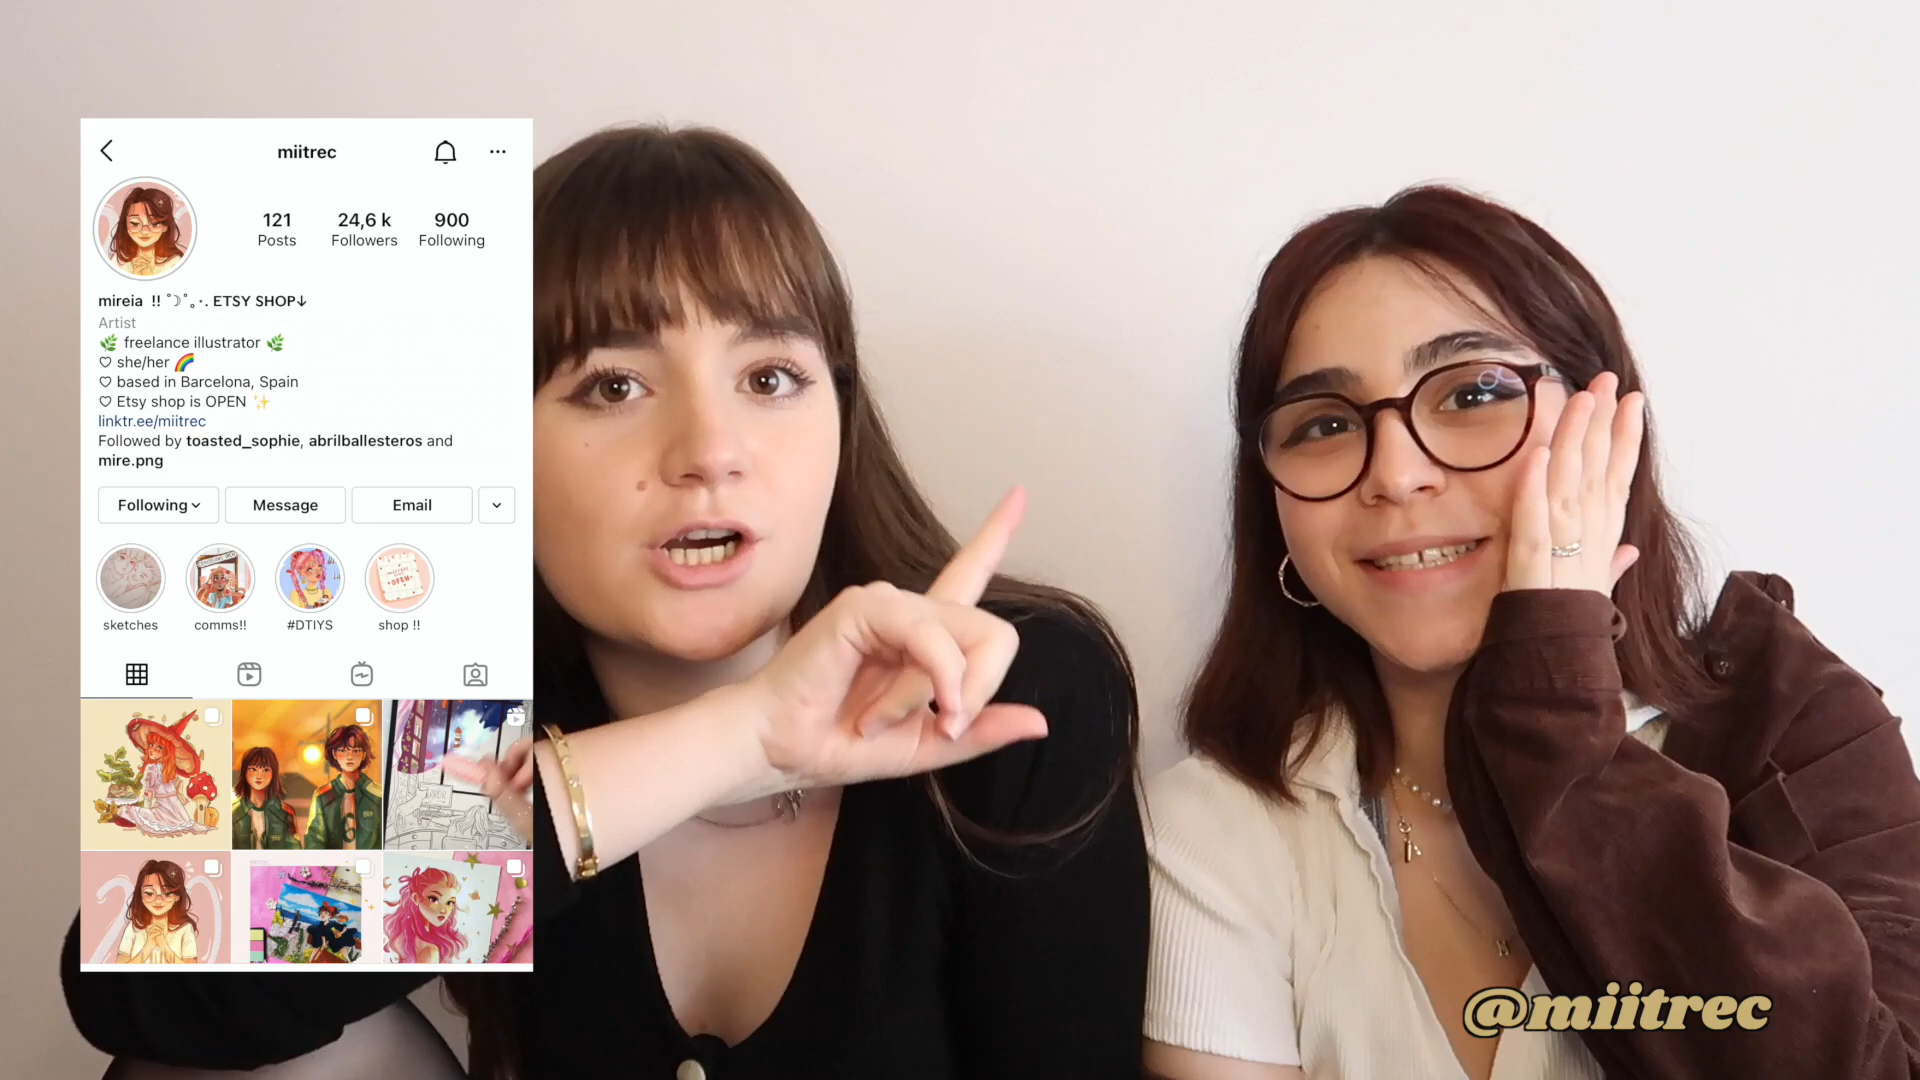 miitrec
121
24,6 k
900
Posts
Followers
Following
mireia !! ˚☽˚｡⋆. ETSY SHOP↓
Artist
🌿 freelance illustrator 🌿
♡ she/her 🌈
♡ based in Barcelona, Spain
♡ Etsy shop is OPEN ✨
linktr.ee/miitrec
Followed by toasted_sophie, abrilballesteros and
mire.png
Following
Message
Email
OPEN
sketches
comms!!
#DTIYS
shop !!
@miitrec